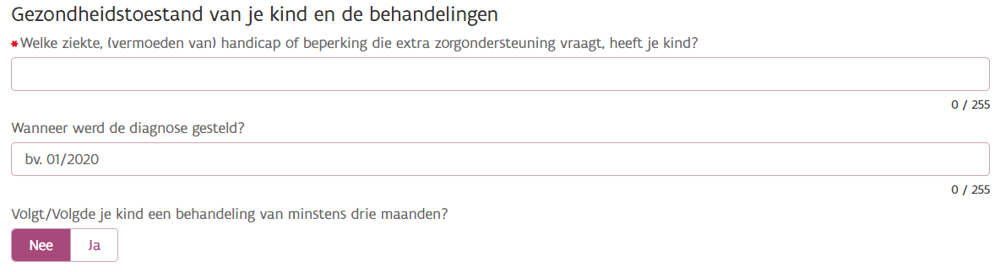 Gezondheidstoestand van je kind en de behandelingen
*Welke ziekte, (vermoeden van) handicap of beperking die extra zorgondersteuning vraagt, heeft je kind?
0 / 255
Wanneer werd de diagnose gesteld?
bv. 01/2020
0 / 255
Volgt/Volgde je kind een behandeling van minstens drie maanden?
Nee Ja